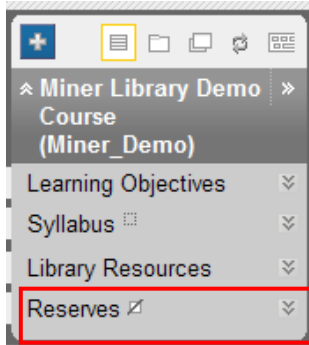 Miner Library Demo
Course
(Miner_Demo)
Learning Objectives
Syllabus
Library Resources
Reserves